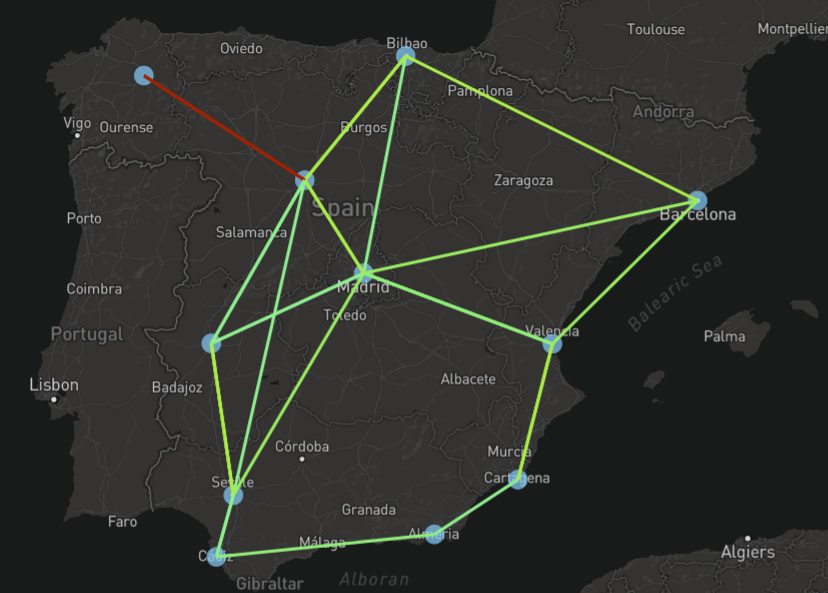 Toulouse
Montpellier
Oviedo
Bilbao
Pamplona
Andorra
Vigo
Ourense
Burgos
Zaragoza
Spain
Barcelona
Porto
Salamanca
Balearic Sea
Coimbra
Madrid
Toledo
Portugal
Valencia
Palma
Lisbon
Badajoz
Albacete
Córdoba
Murcia
Cartagena
Seville
Granada
Faro
Almeria
Málaga
Cádiz
Algiers
Gibraltar
Alboran